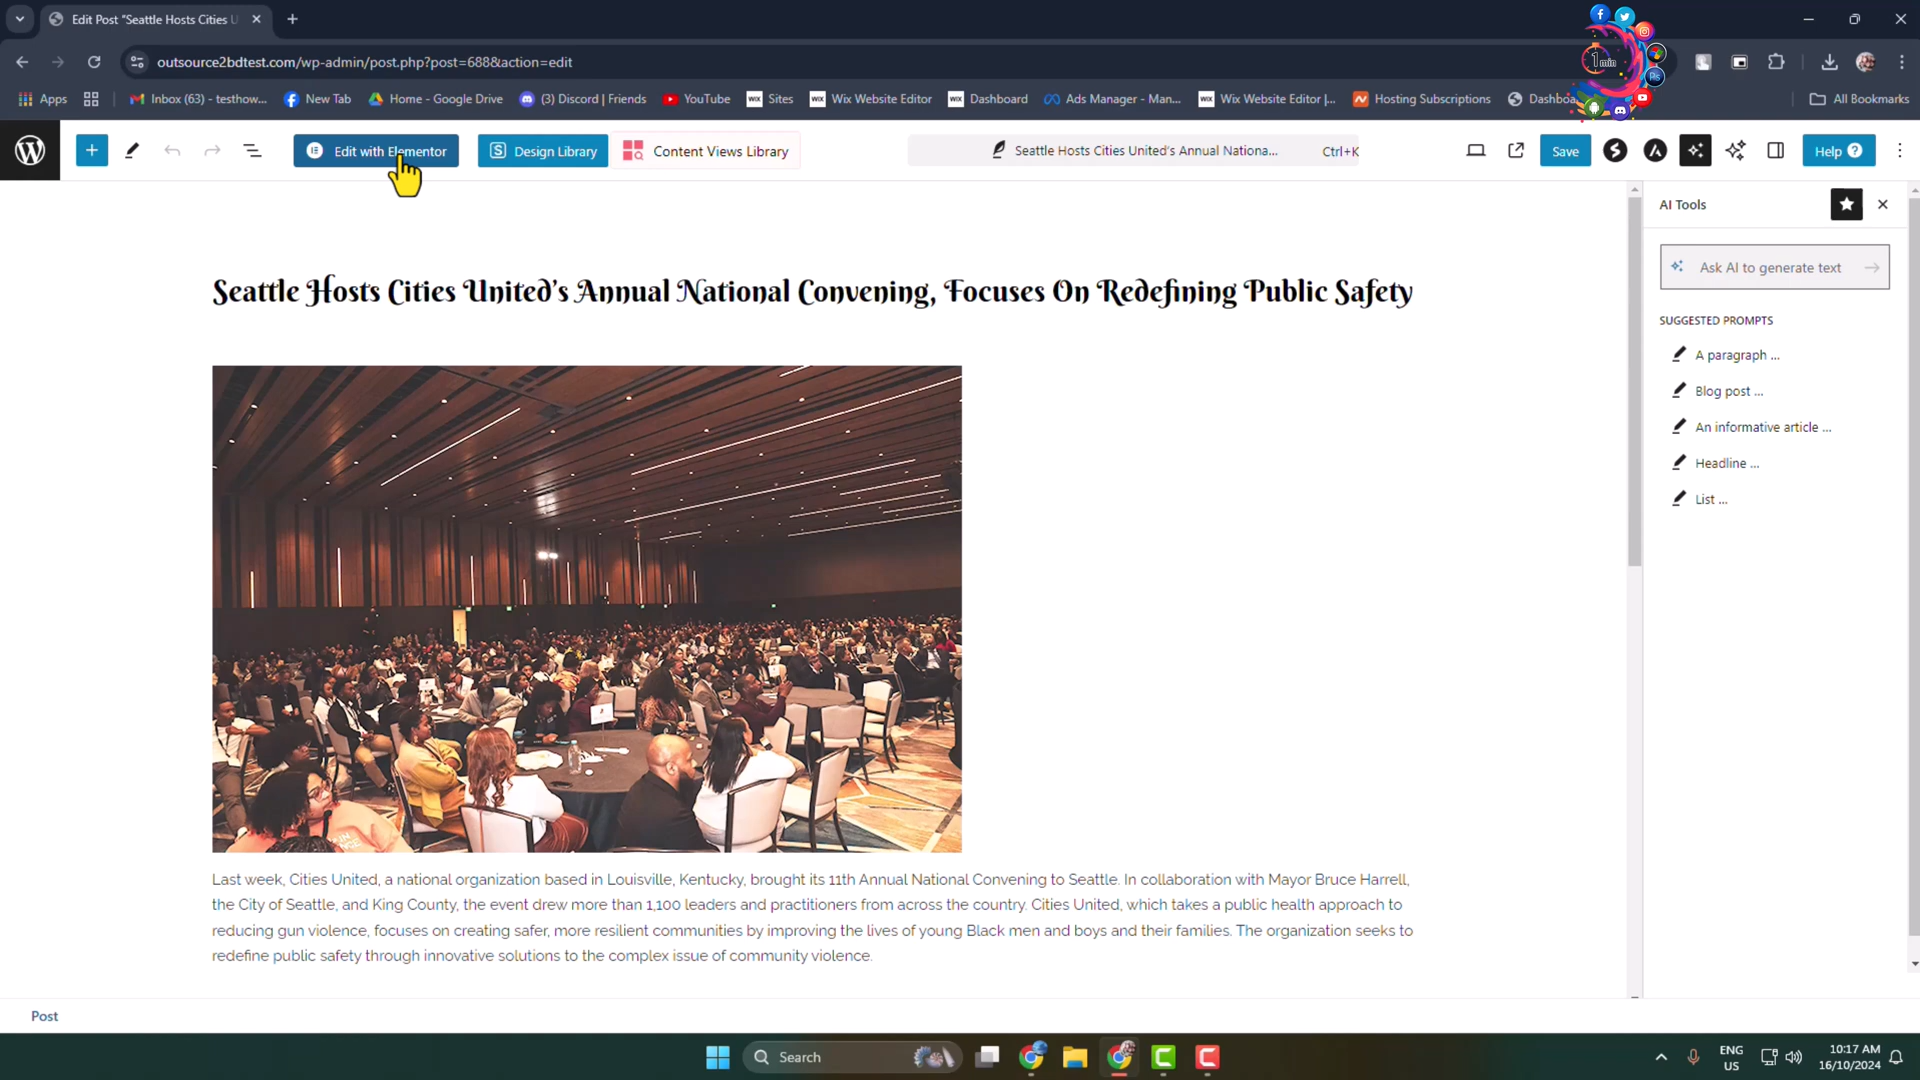 Edit Post "Seattle Hosts Cities U
outsource2bdtest.com/wp-admin/post.php?post=688&action=edit
1min
Ps
Apps
Inbox (63) - testhow...
New Tab
Home - Google Drive
(3) Discord | Friends
YouTube
WIX Sites
WIX Wix Website Editor
WIX Dashboard
Ads Manager - Man...
WIX Wix Website Editor |...
Hosting Subscriptions
Dashboa
All Bookmarks
Edit with Elementor
Design Library
Content Views Library
Seattle Hosts Cities United's Annual Nationa...
Ctrl+K
Save
Help
AI Tools
Ask AI to generate text
SUGGESTED PROMPTS
A paragraph ...
Blog post ...
An informative article ...
Headline ...
List ...
Seattle Hosts Cities United's Annual National Convening, Focuses On Redefining Public Safety
Last week, Cities United, a national organization based in Louisville, Kentucky, brought its 11th Annual National Convening to Seattle. In collaboration with Mayor Bruce Harrell,
the City of Seattle, and King County, the event drew more than 1,100 leaders and practitioners from across the country. Cities United, which takes a public health approach to
reducing gun violence, focuses on creating safer, more resilient communities by improving the lives of young Black men and boys and their families. The organization seeks to
redefine public safety through innovative solutions to the complex issue of community violence.
Post
Search
ENG
US
10:17 AM
16/10/2024